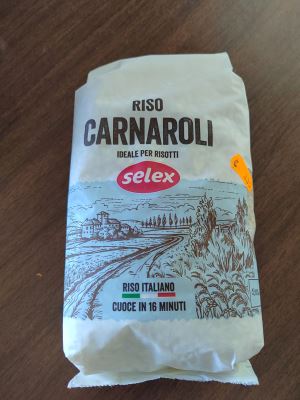 RISO
CARNAROLI
IDEALE PER RISOTTI
selex
RISO ITALIANO
CUOCE IN 16 MINUTI